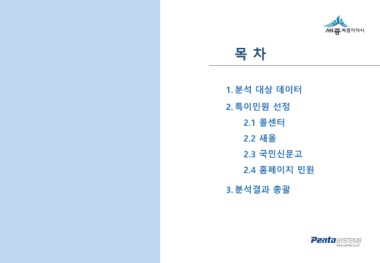 세종특별자치시
목 차
1. 분석 대상 데이터
2. 특이민원 선정
2.1 콜센터
2.2 새올
2.3 국민신문고
2.4 홈페이지 민원
3. 분석결과 총괄
Penta SYSTEMS
www.penta.co.kr